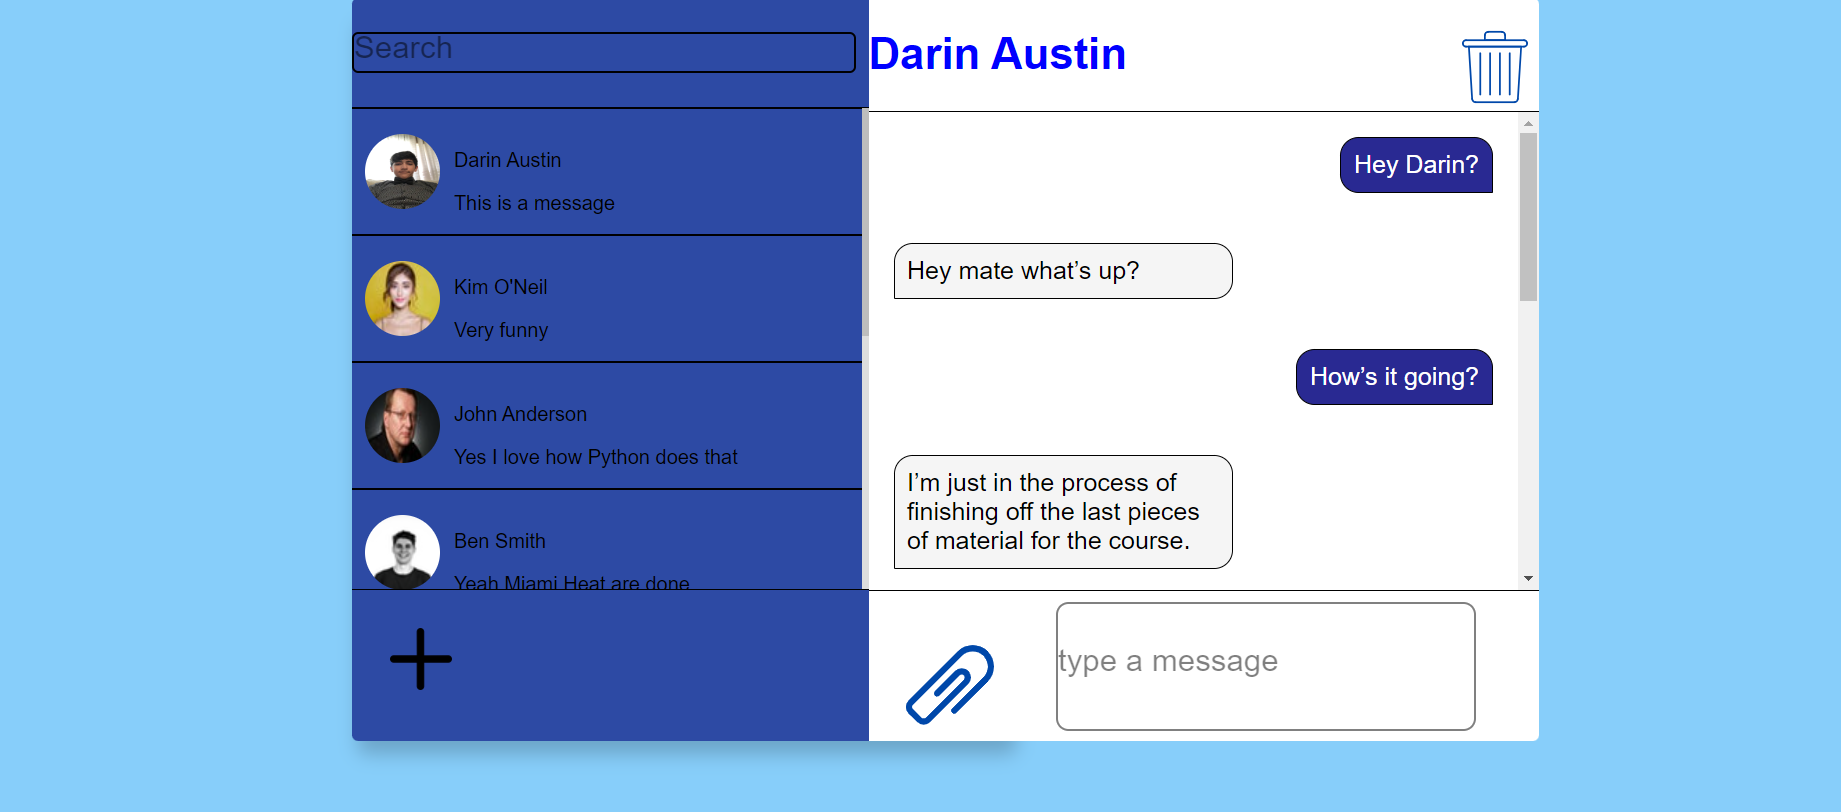 Search
Darin Austin
This is a message
Kim O'Neil
Very funny
John Anderson
Yes I love how Python does that
Ben Smith
Yeah Miami Heat are done
Darin Austin
Hey Darin?
Hey mate what’s up?
How’s it going?
I’m just in the process of
finishing off the last pieces
of material for the course.
type a message